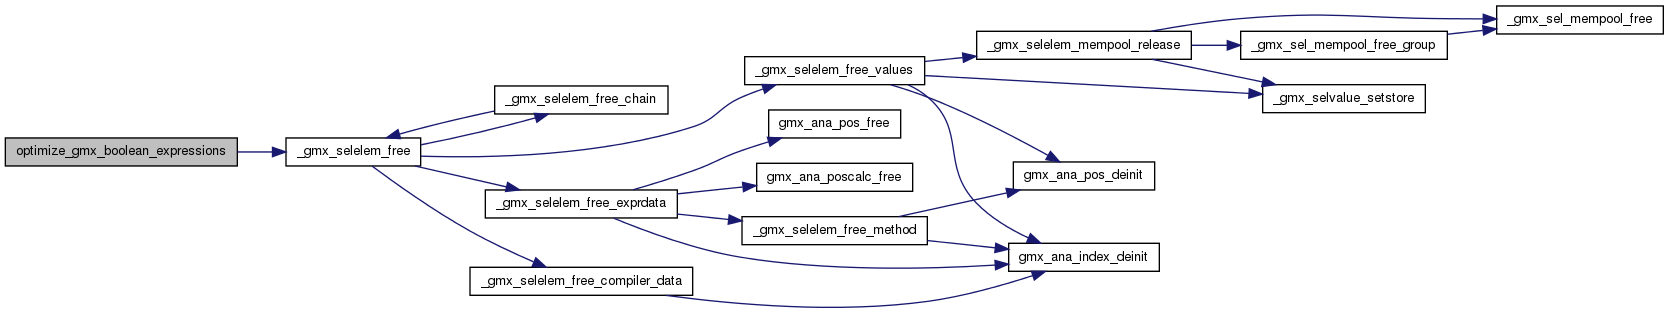 optimize_gmx_boolean_expressions
_gmx_selelem_free
_gmx_selelem_free_chain
_gmx_selelem_free_exprdata
_gmx_selelem_free_compiler_data
_gmx_selelem_free_values
gmx_ana_pos_free
gmx_ana_poscalc_free
_gmx_selelem_free_method
_gmx_selelem_mempool_release
gmx_ana_pos_deinit
gmx_ana_index_deinit
_gmx_sel_mempool_free_group
_gmx_selvalue_setstore
_gmx_sel_mempool_free